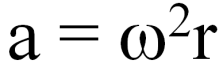 a = ω²r